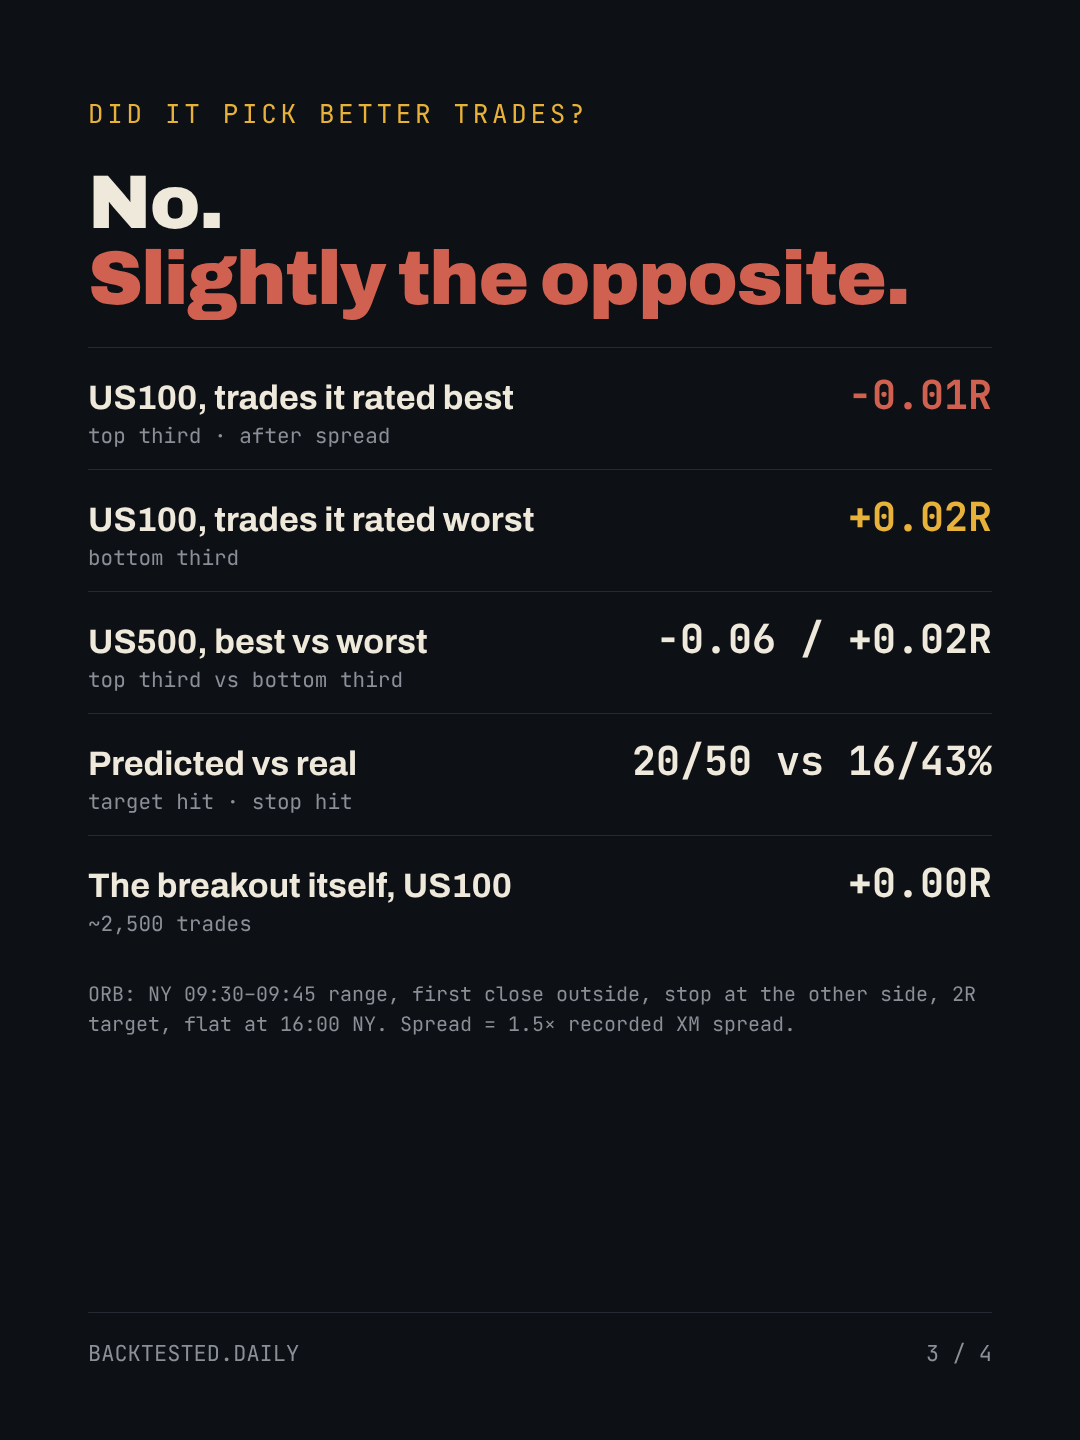 DID IT PICK BETTER TRADES?
No.
Slightly the opposite.
US100, trades it rated best
-0.01R
top third · after spread
US100, trades it rated worst
+0.02R
bottom third
US500, best vs worst
-0.06 / +0.02R
top third vs bottom third
Predicted vs real
20/50 vs 16/43%
target hit · stop hit
The breakout itself, US100
+0.00R
~2,500 trades
ORB: NY 09:30–09:45 range, first close outside, stop at the other side, 2R
target, flat at 16:00 NY. Spread = 1.5× recorded XM spread.
BACKTESTED.DAILY
3 / 4